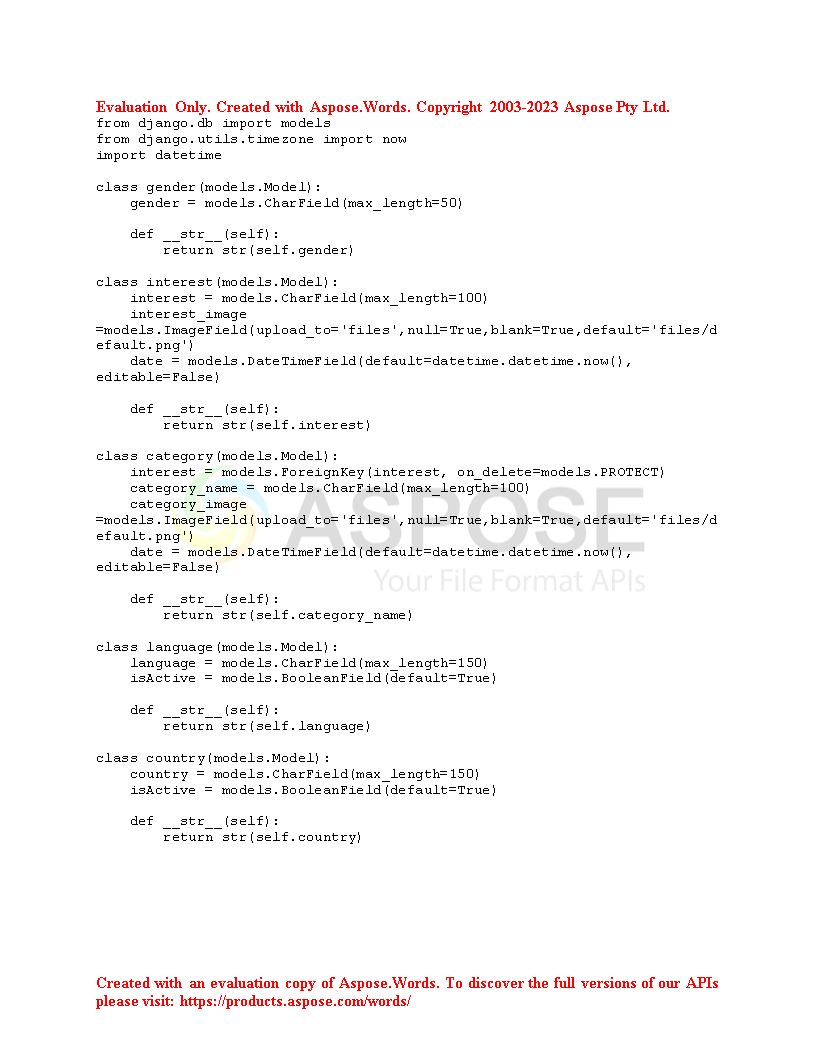 Evaluation Only. Created with Aspose.Words. Copyright 2003-2023 Aspose Pty Ltd.
from django.db import models
from django.utils.timezone import now
import datetime

class gender(models.Model):
    gender = models.CharField(max_length=50)

    def __str__(self):
        return str(self.gender)

class interest(models.Model):
    interest = models.CharField(max_length=100)
    interest_image
=models.ImageField(upload_to='files',null=True,blank=True,default='files/d
efault.png')
    date = models.DateTimeField(default=datetime.datetime.now(),
editable=False)

    def __str__(self):
        return str(self.interest)

class category(models.Model):
    interest = models.ForeignKey(interest, on_delete=models.PROTECT)
    category_name = models.CharField(max_length=100)
    category_image
=models.ImageField(upload_to='files',null=True,blank=True,default='files/d
efault.png')
    date = models.DateTimeField(default=datetime.datetime.now(),
editable=False)
ASPOSE
Your File Format APIs

    def __str__(self):
        return str(self.category_name)

class language(models.Model):
    language = models.CharField(max_length=150)
    isActive = models.BooleanField(default=True)

    def __str__(self):
        return str(self.language)

class country(models.Model):
    country = models.CharField(max_length=150)
    isActive = models.BooleanField(default=True)

    def __str__(self):
        return str(self.country)

Created with an evaluation copy of Aspose.Words. To discover the full versions of our APIs
please visit: https://products.aspose.com/words/